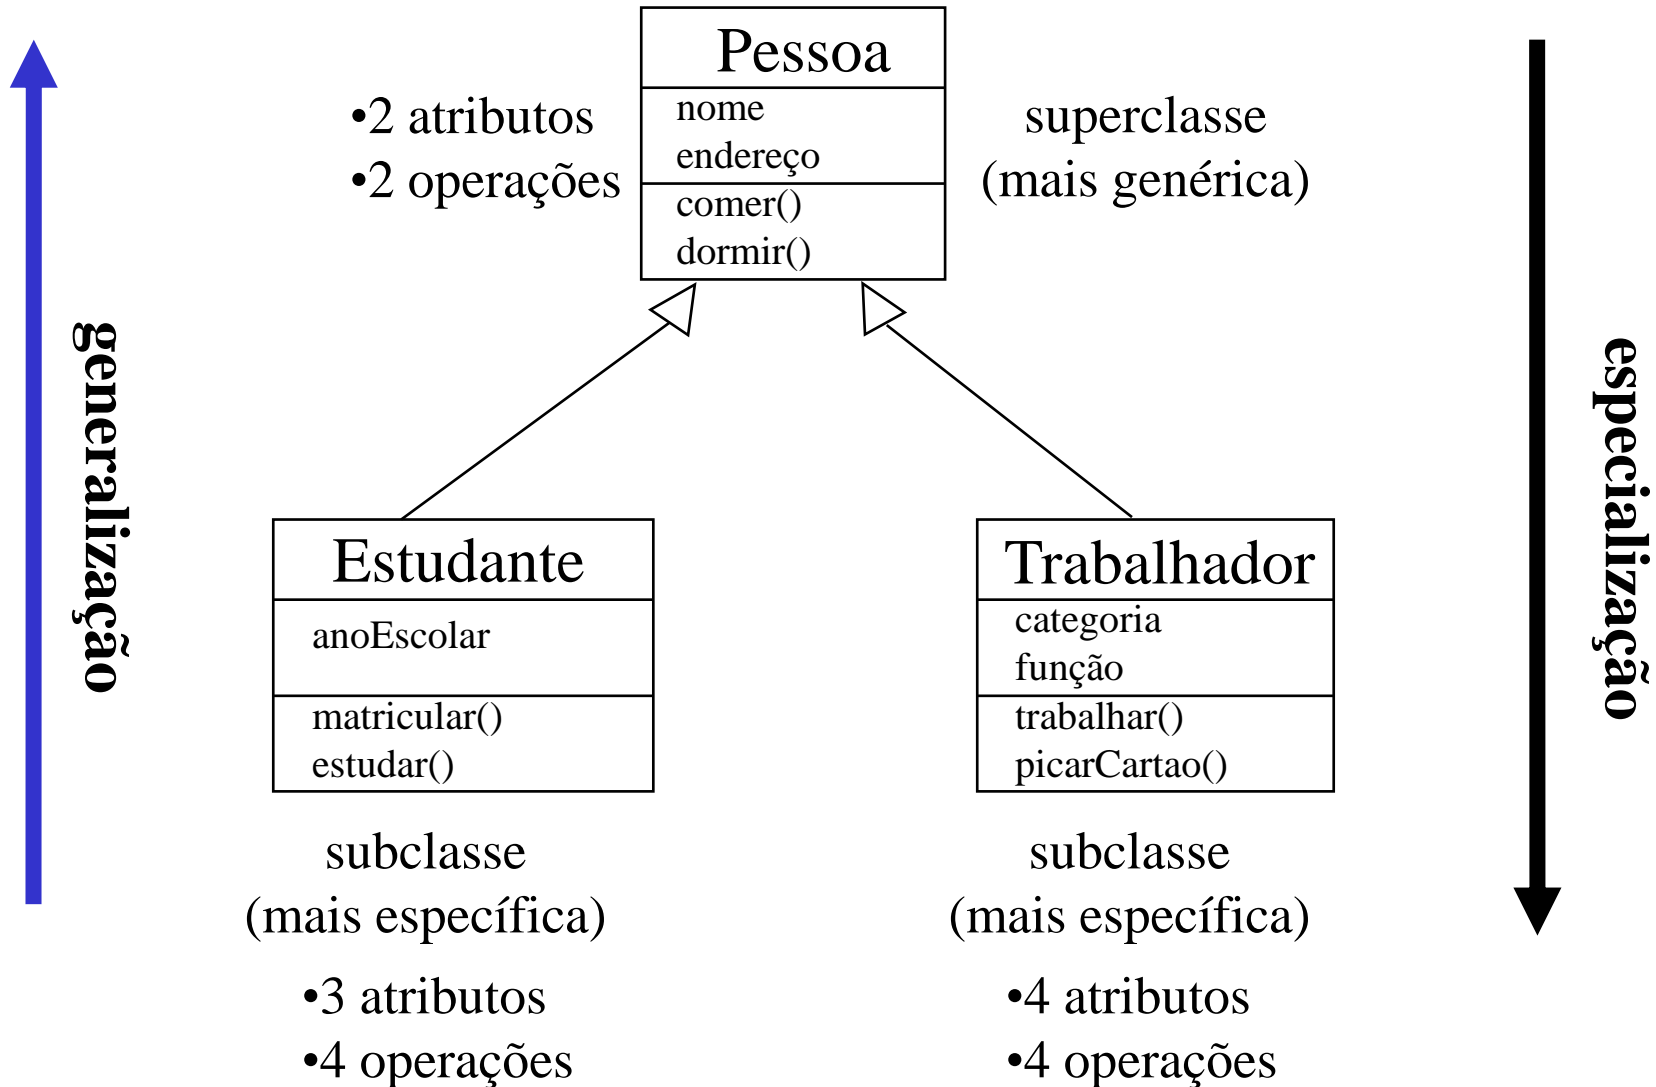 Pessoa
nome
endereço
comer()
dormir()
•2 atributos
•2 operações
superclasse
(mais genérica)
generalização
especialização
Estudante
anoEscolar
matricular()
estudar()
subclasse
(mais específica)
•3 atributos
•4 operações
Trabalhador
categoria
função
trabalhar()
picarCartao()
subclasse
(mais específica)
•4 atributos
•4 operações